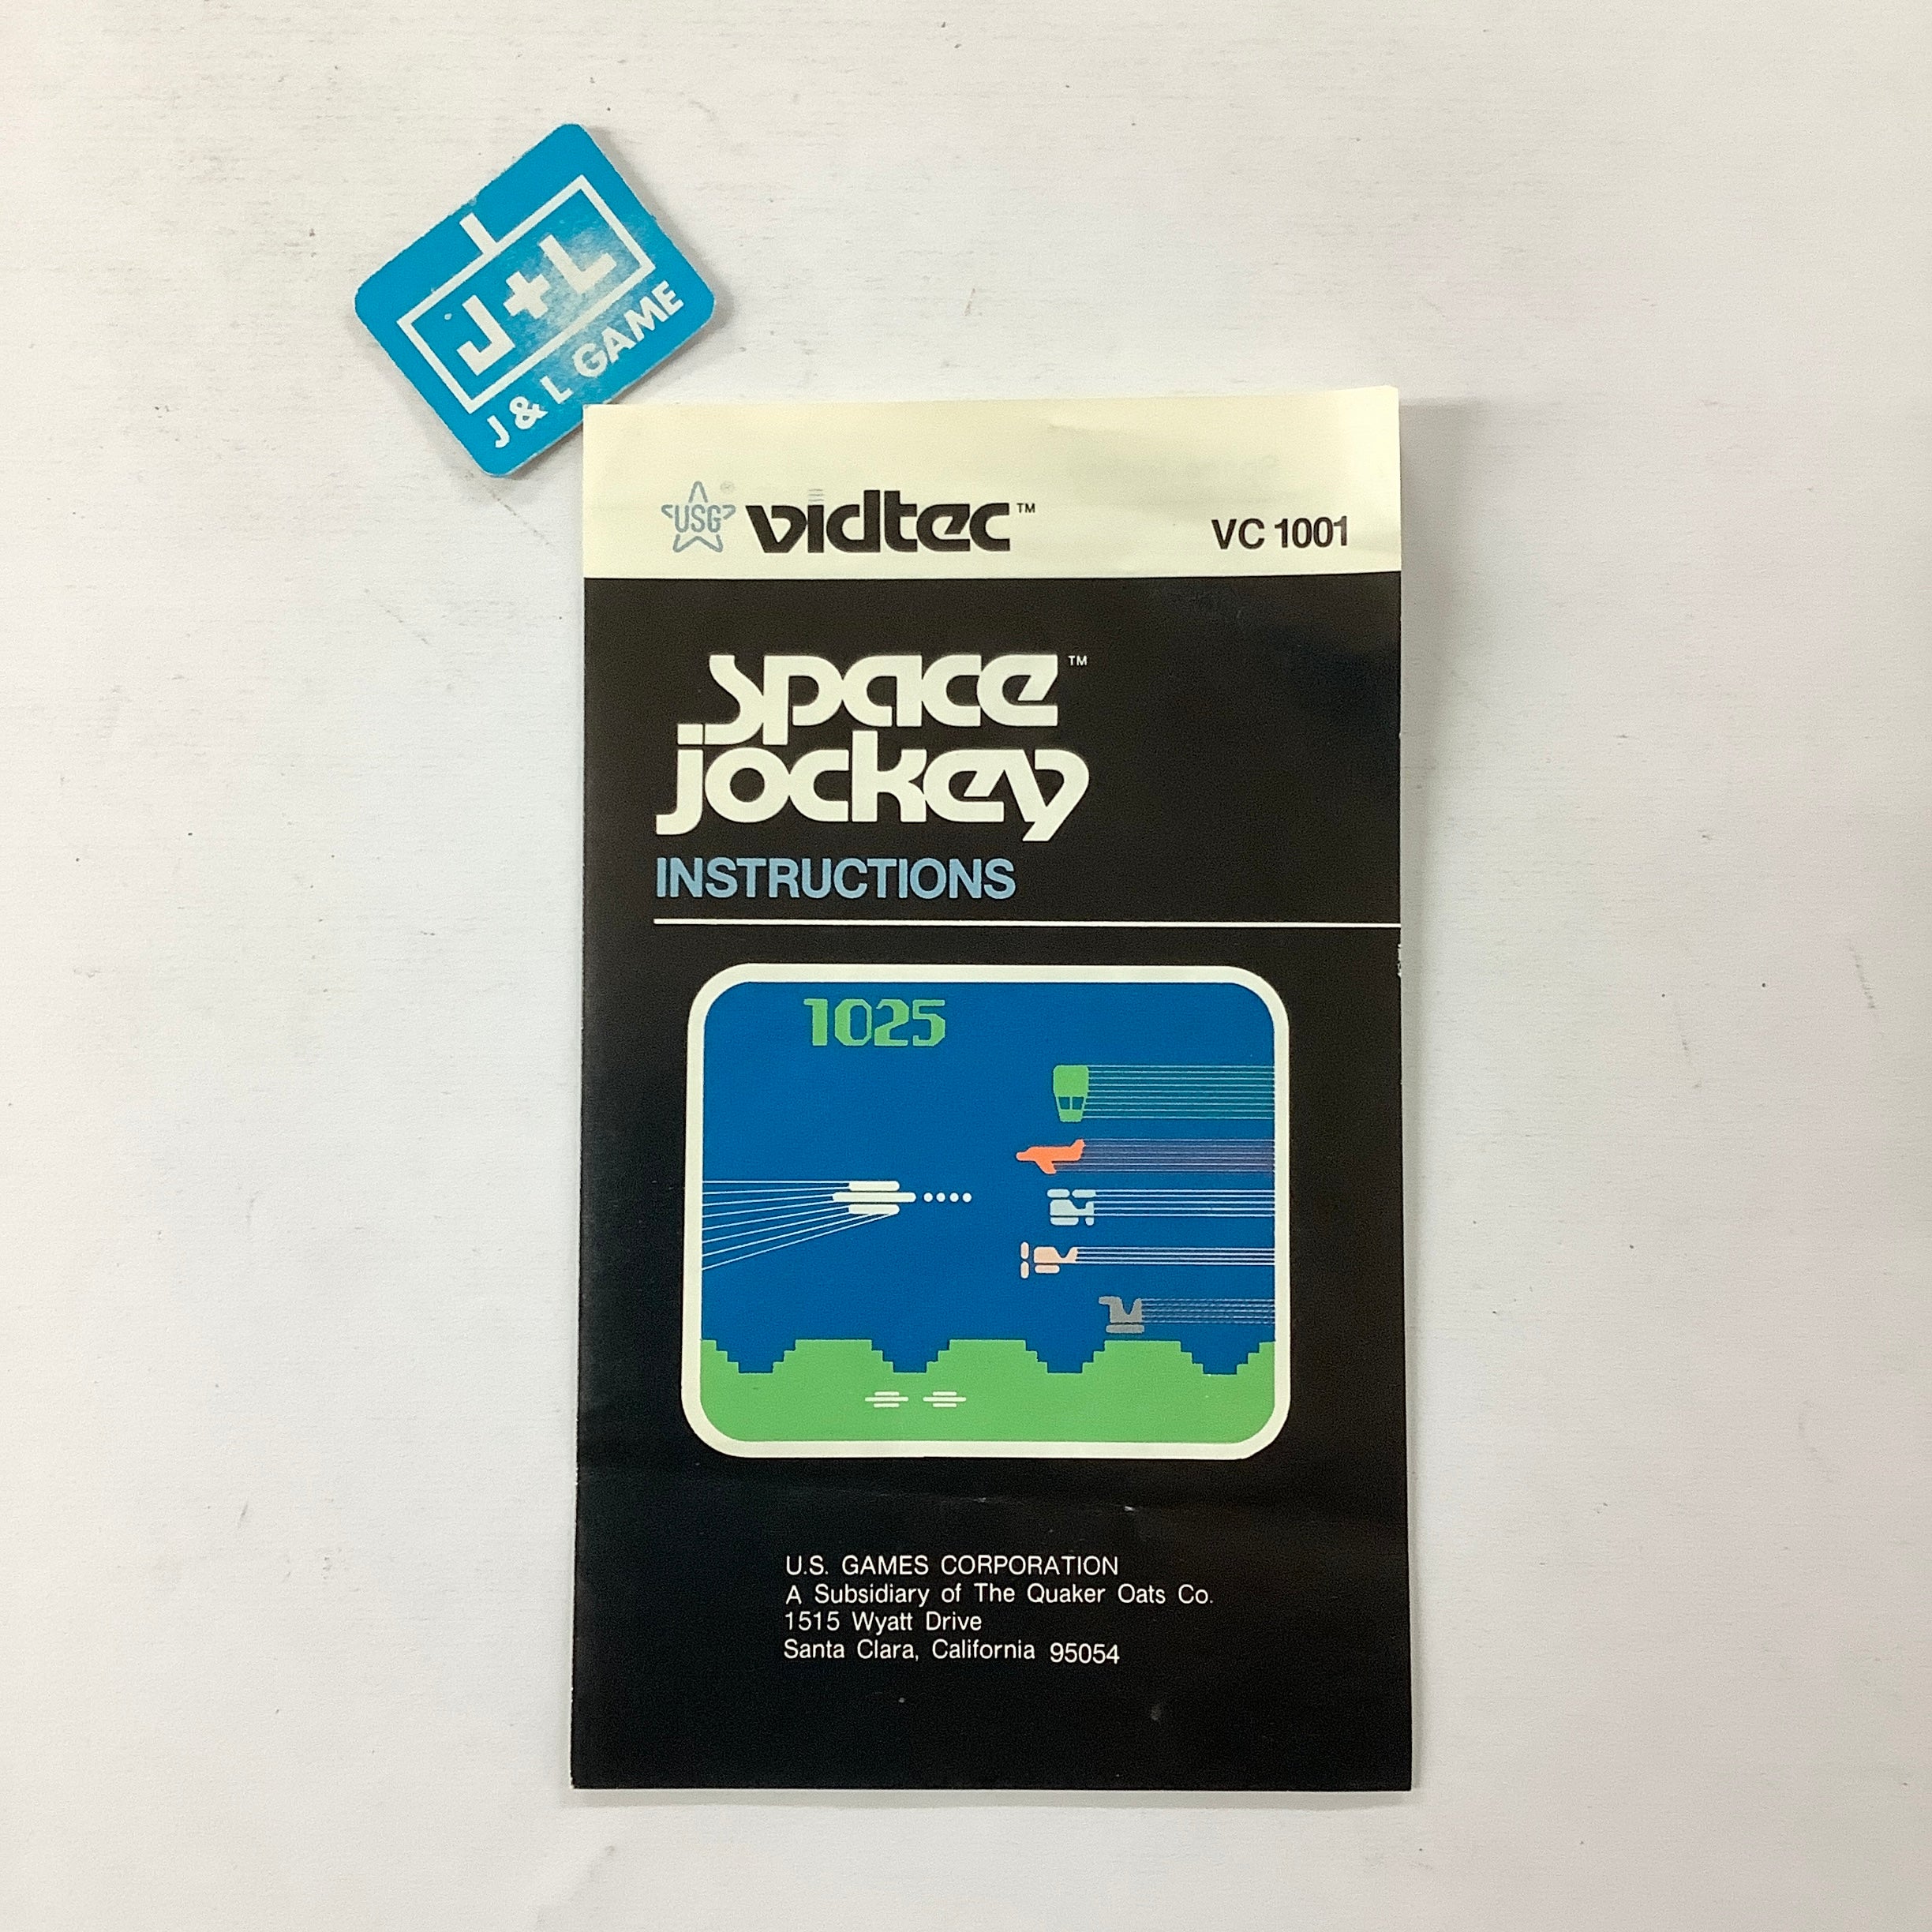 J+L
J & L GAME
USG® vidtec™
VC 1001
space™
jockey
INSTRUCTIONS
1025
U.S. GAMES CORPORATION
A Subsidiary of The Quaker Oats Co.
1515 Wyatt Drive
Santa Clara, California 95054